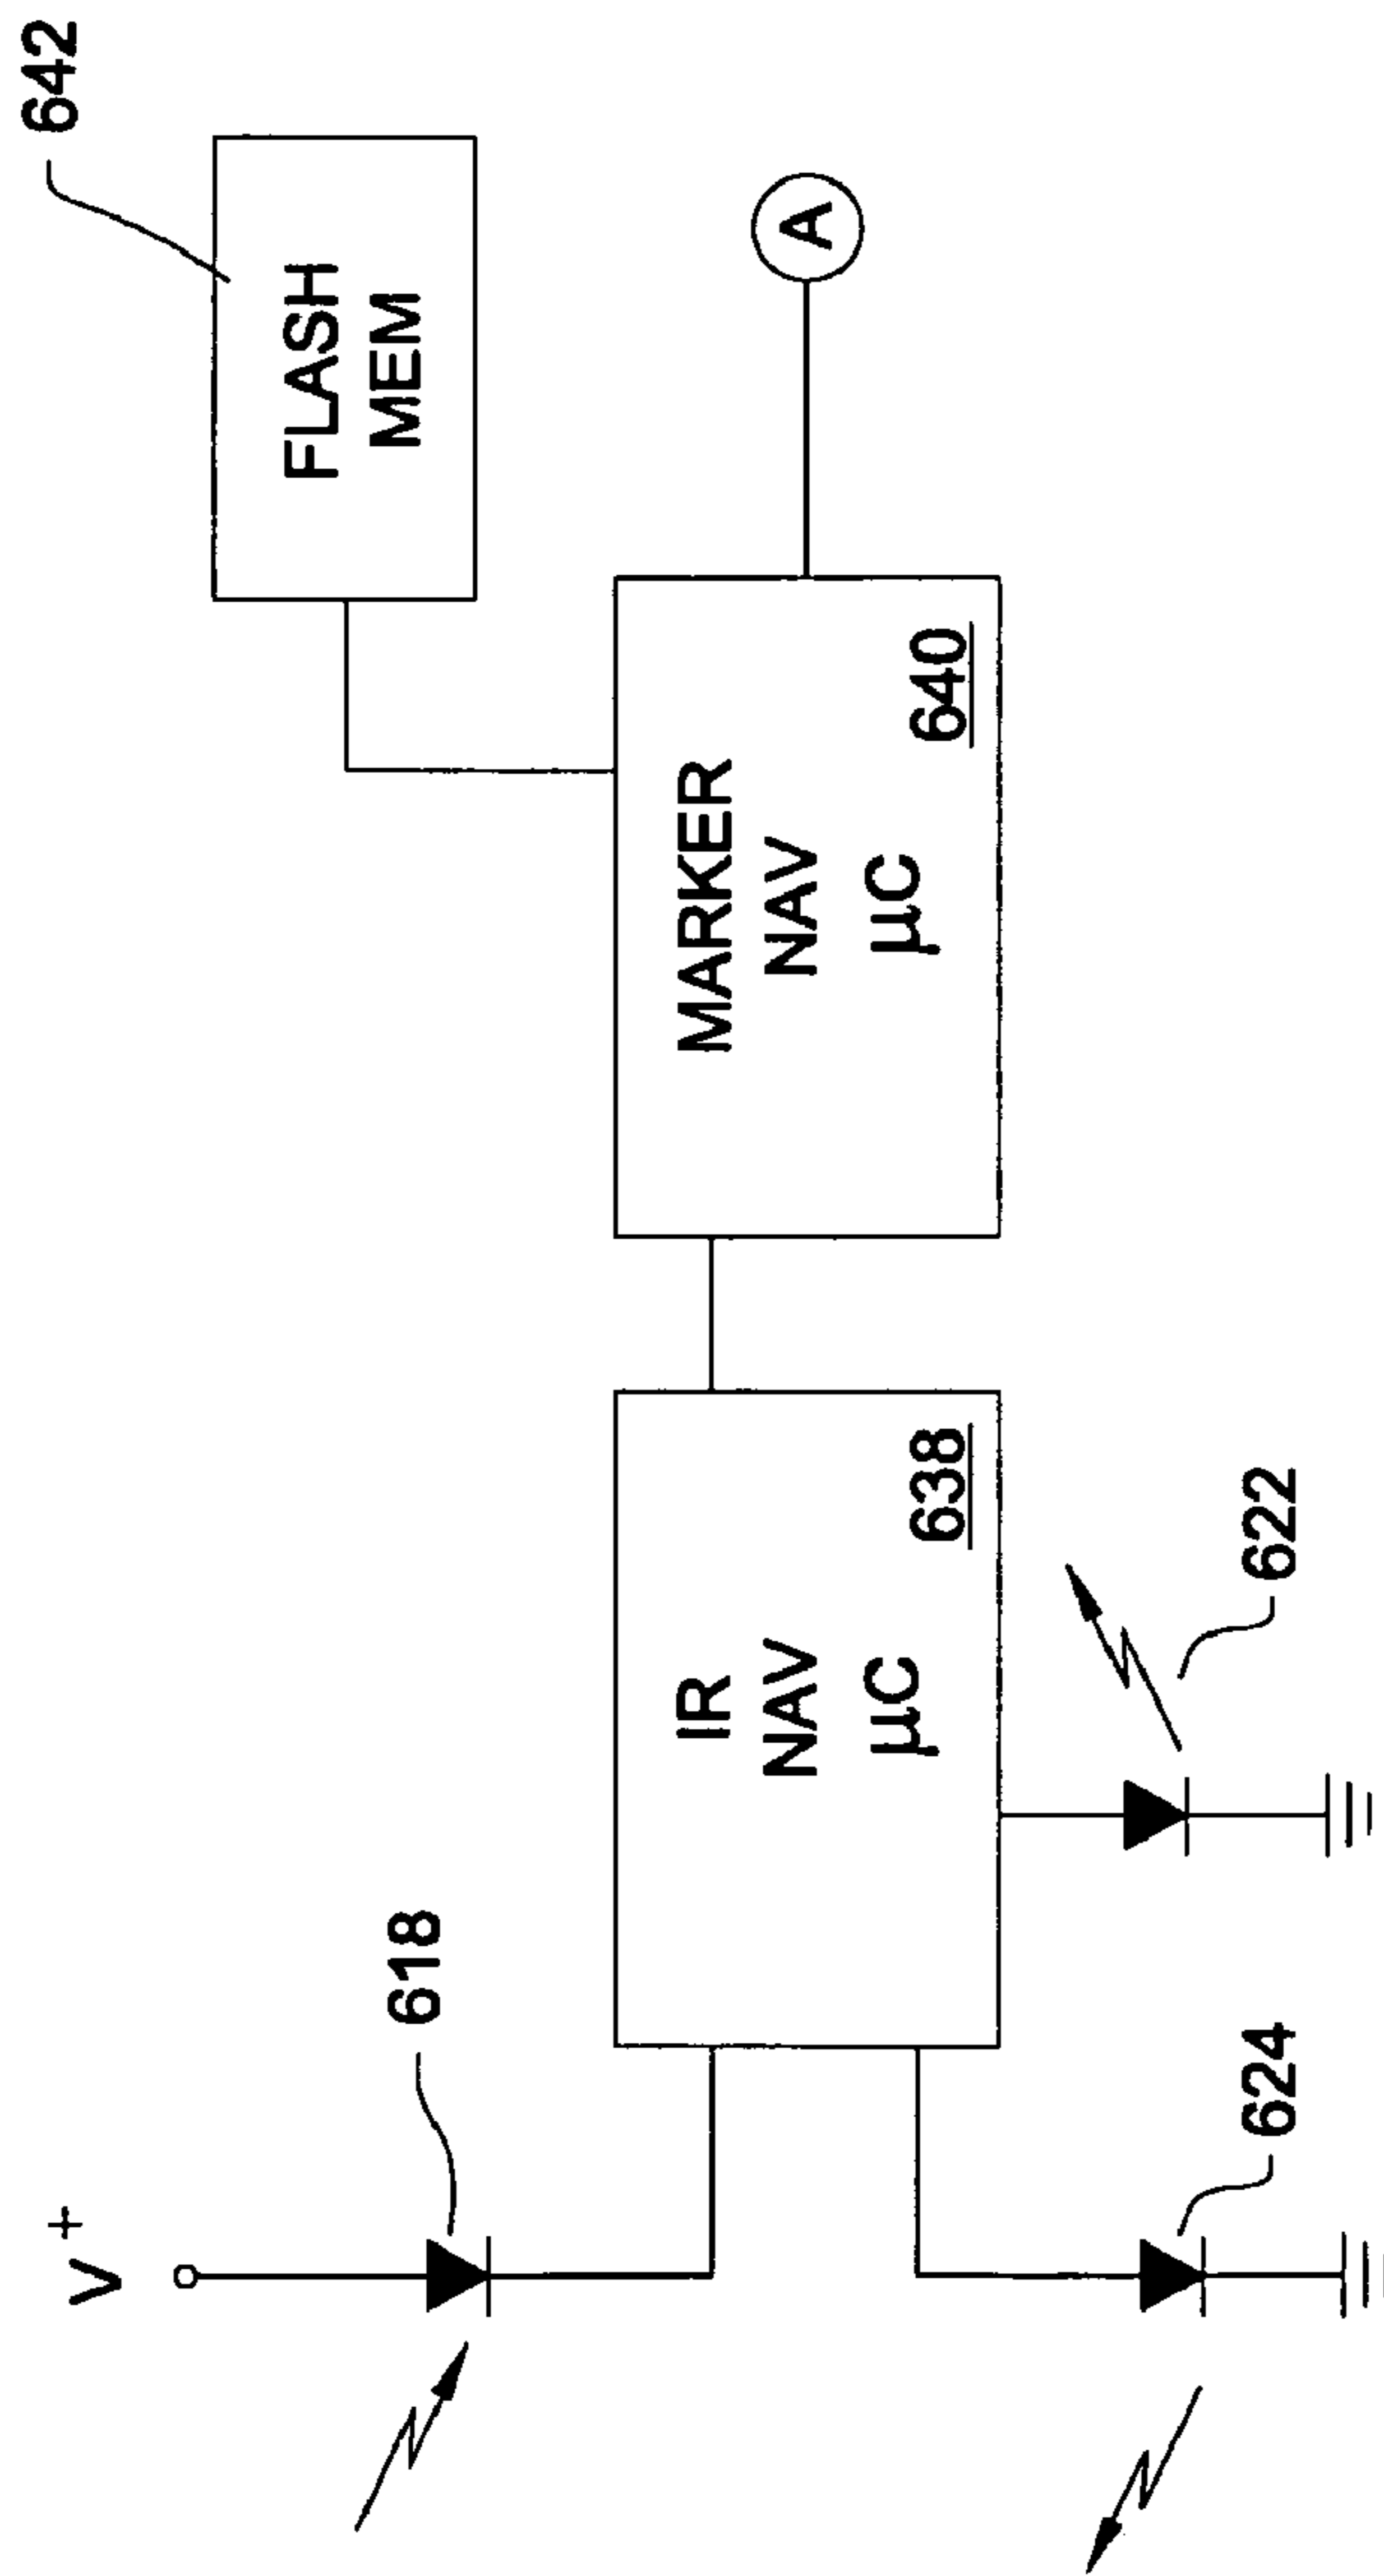 642
FLASH
MEM
A
MARKER
NAV
µC
640
IR
NAV
µC
638
622
618
V+
624